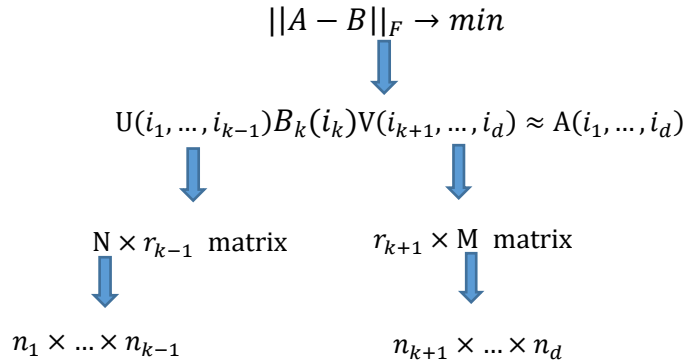 ||A − B||_F → min
U(i_1, …, i_{k−1})B_k(i_k)V(i_{k+1}, …, i_d) ≈ A(i_1, …, i_d)
N × r_{k−1} matrix
r_{k+1} × M matrix
n_1 × … × n_{k−1}
n_{k+1} × … × n_d